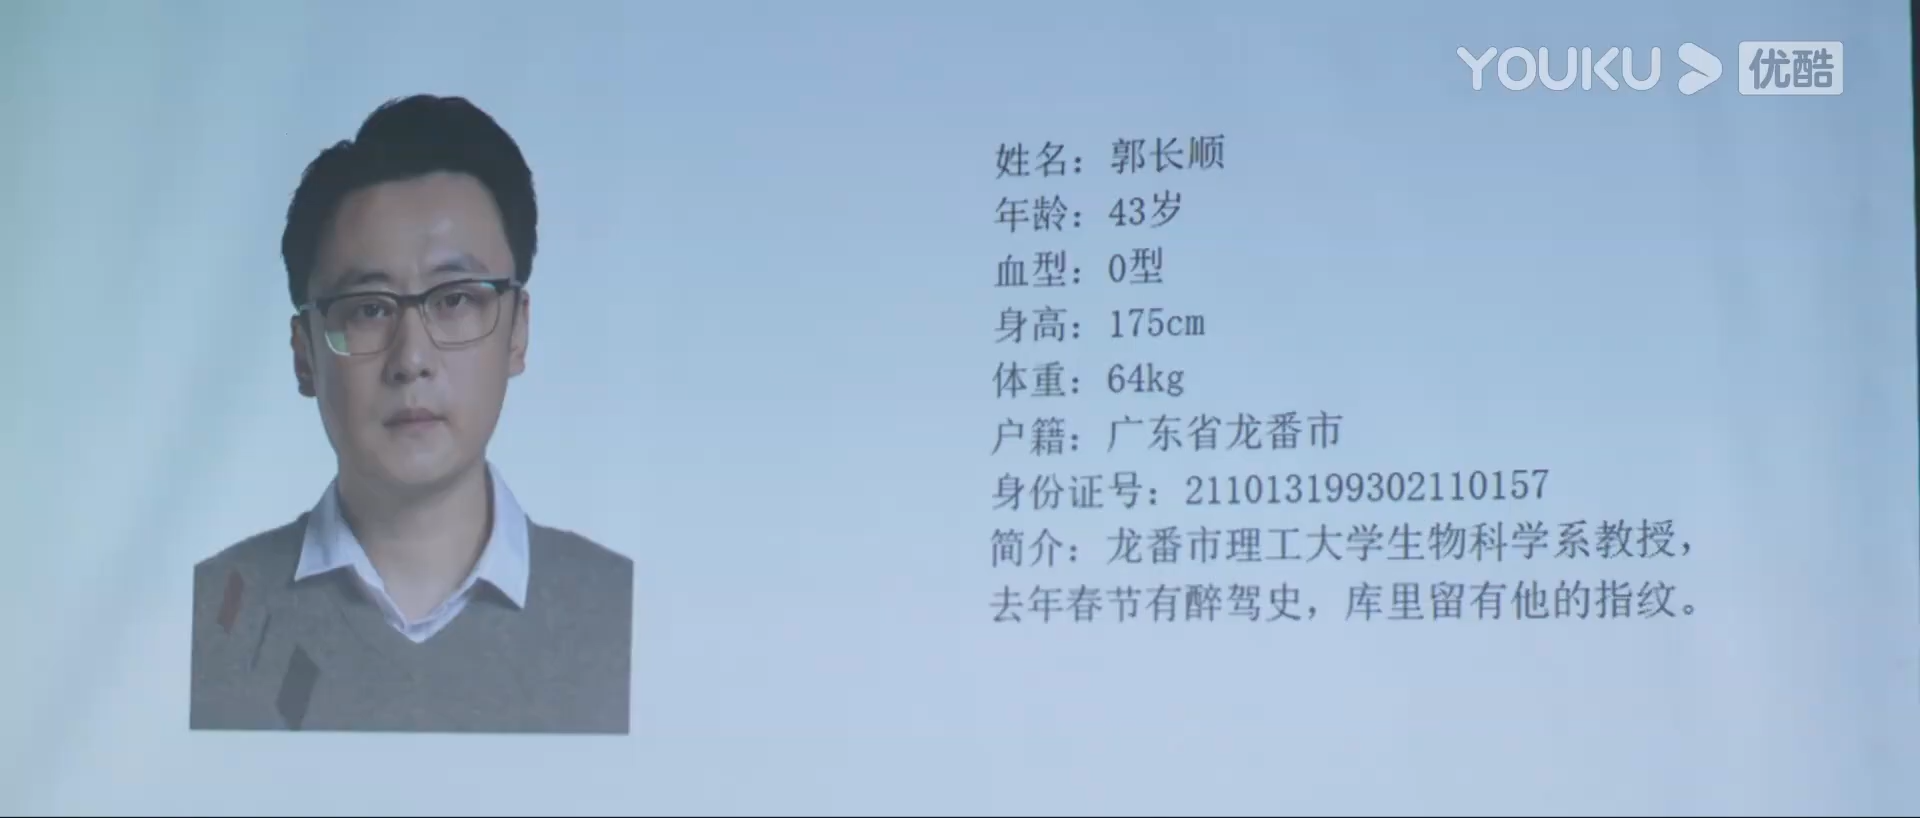 YOUKU 优酷
姓名：郭长顺
年龄：43岁
血型：O型
身高：175cm
体重：64kg
户籍：广东省龙番市
身份证号：211013199302110157
简介：龙番市理工大学生物科学系教授，
去年春节有醉驾史，库里留有他的指纹。